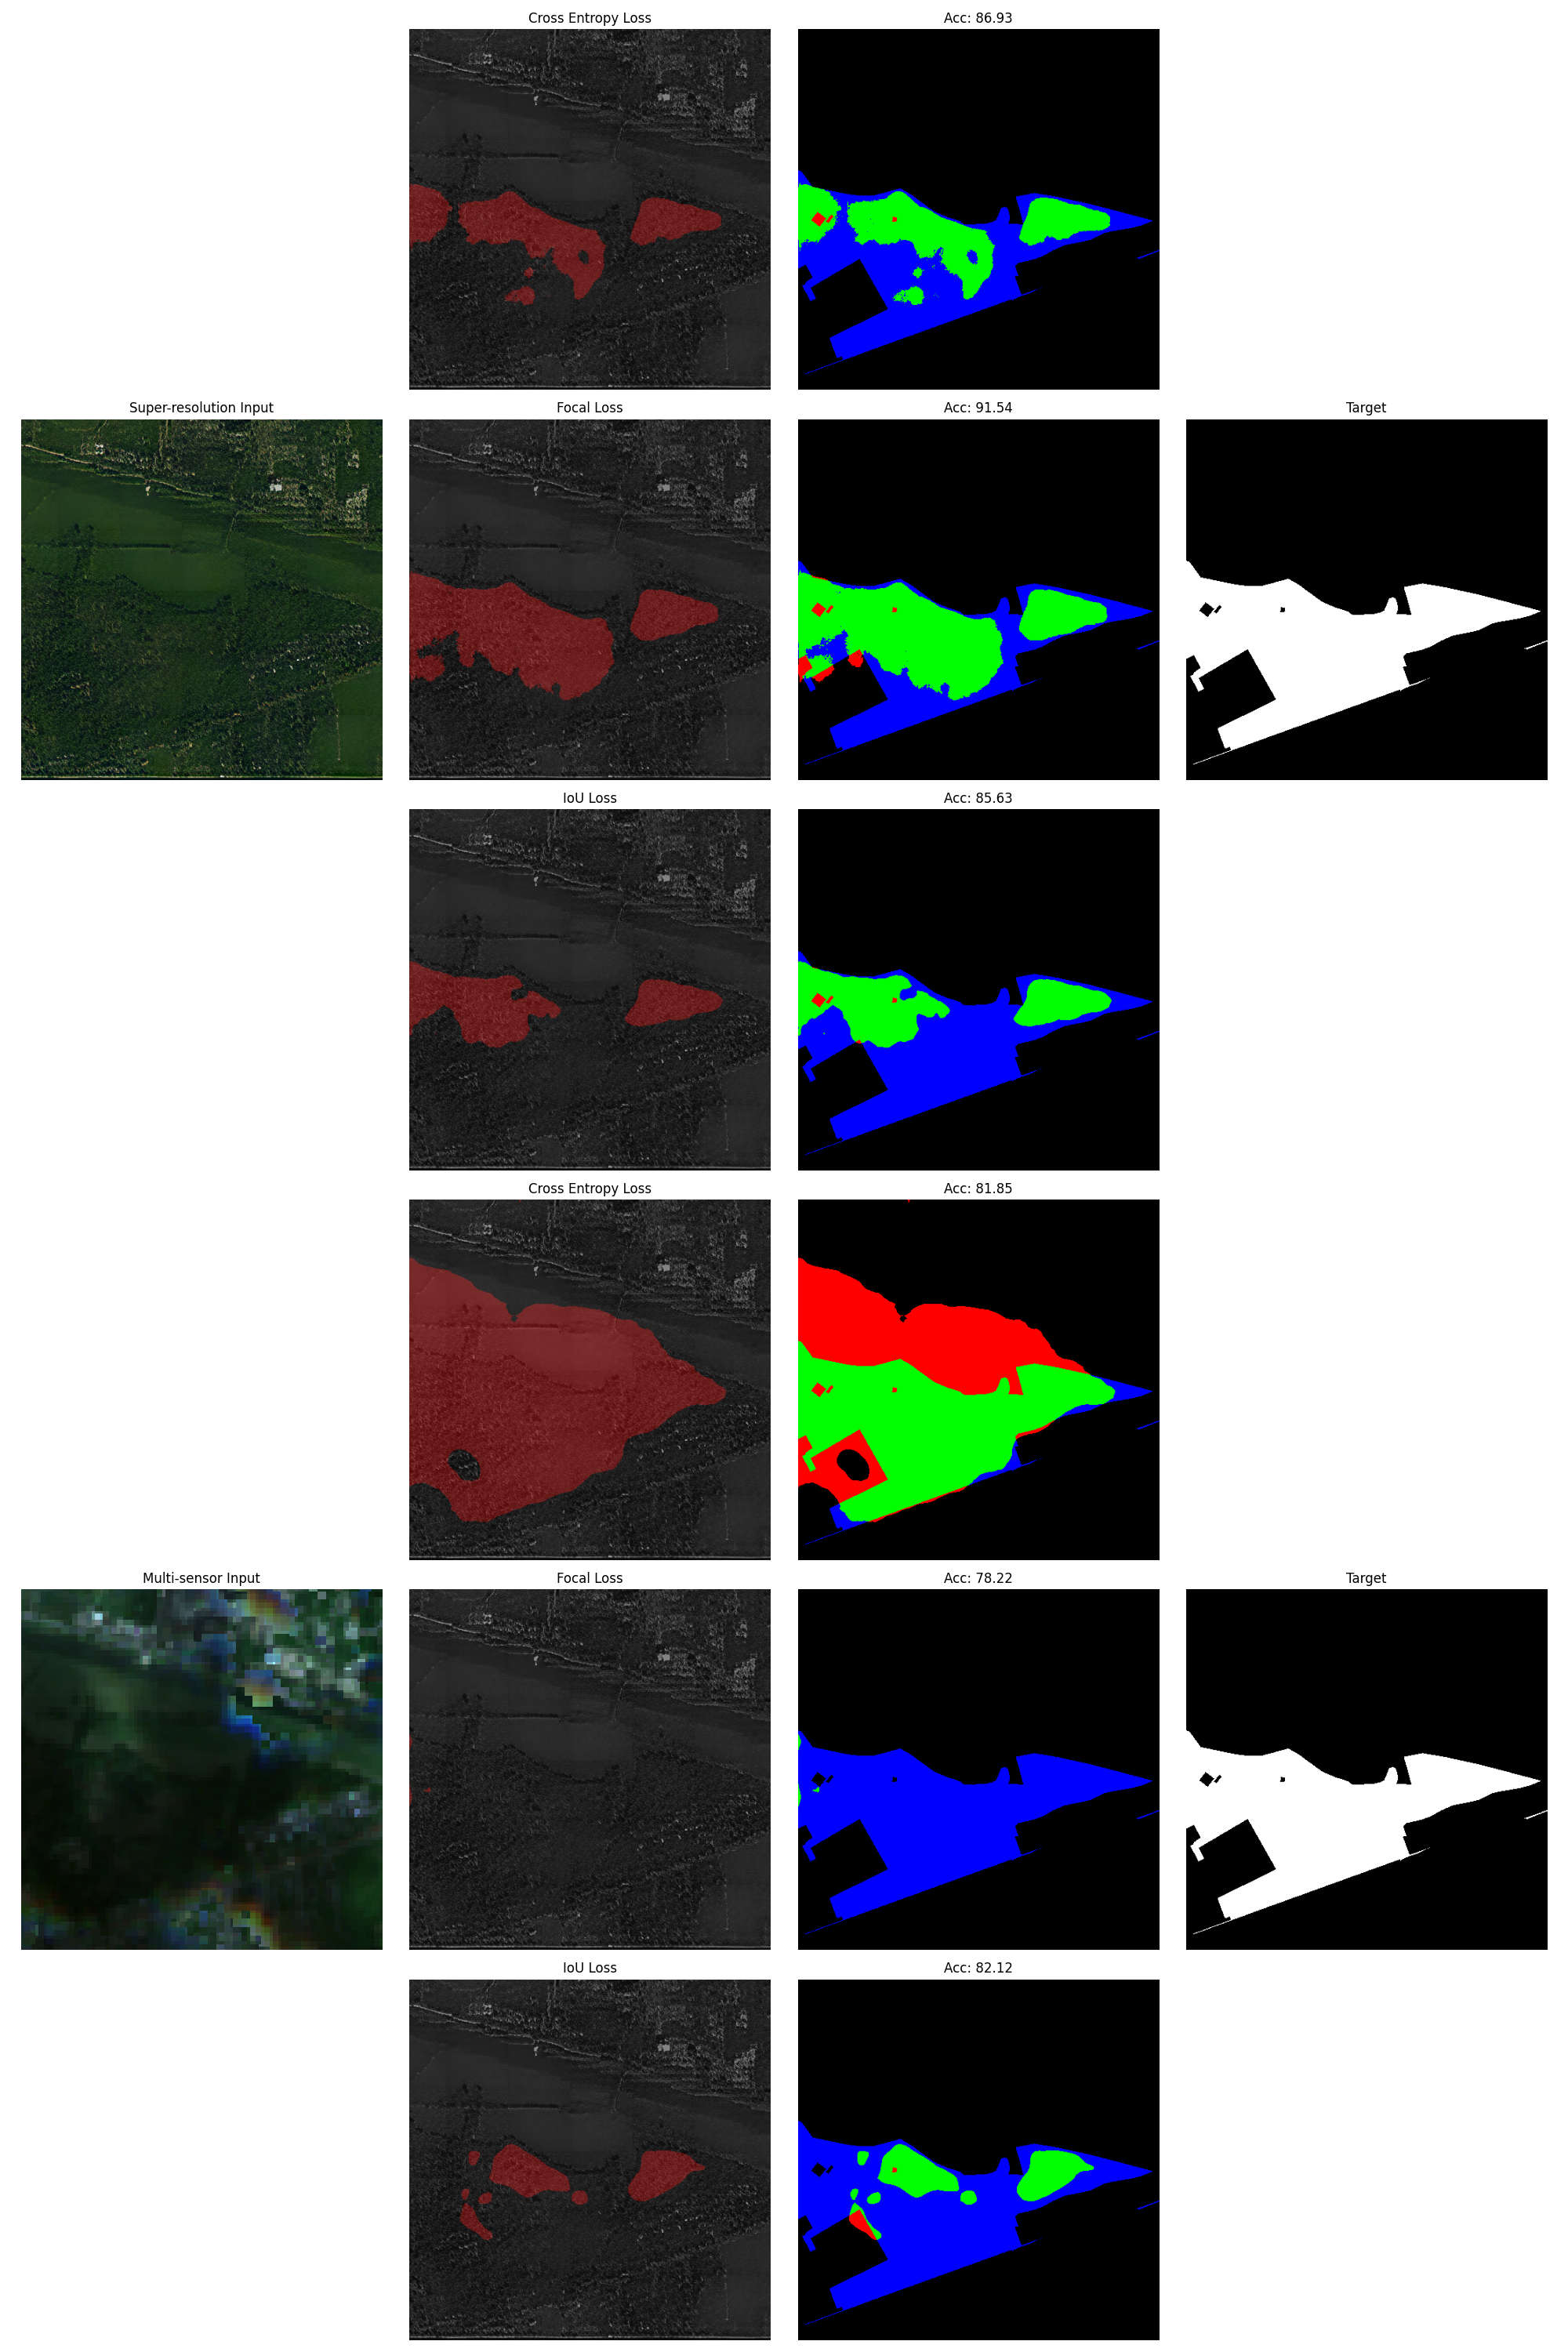 Cross Entropy Loss
Acc: 86.93
Super-resolution Input
Focal Loss
Acc: 91.54
Target
IoU Loss
Acc: 85.63
Cross Entropy Loss
Acc: 81.85
Multi-sensor Input
Focal Loss
Acc: 78.22
Target
IoU Loss
Acc: 82.12